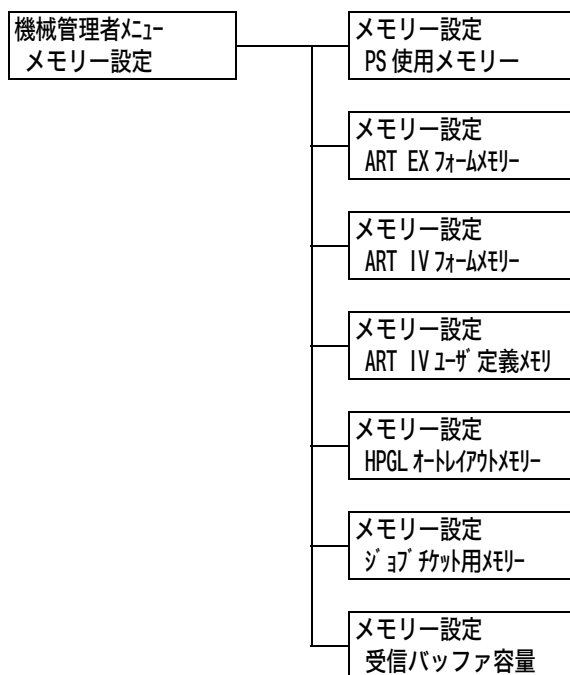 機械管理者ﾒﾆｭｰ
メモリー設定
メモリー設定
PS 使用メモリー
メモリー設定
ART EX ﾌｫｰﾑﾒﾓﾘｰ
メモリー設定
ART IV ﾌｫｰﾑﾒﾓﾘｰ
メモリー設定
ART IV ﾕｰｻﾞ定義ﾒﾓﾘ
メモリー設定
HPGL ｵｰﾄﾚｲｱｳﾄﾒﾓﾘｰ
メモリー設定
ｼﾞｮﾌﾞﾁｹｯﾄ用ﾒﾓﾘｰ
メモリー設定
受信バッファ容量